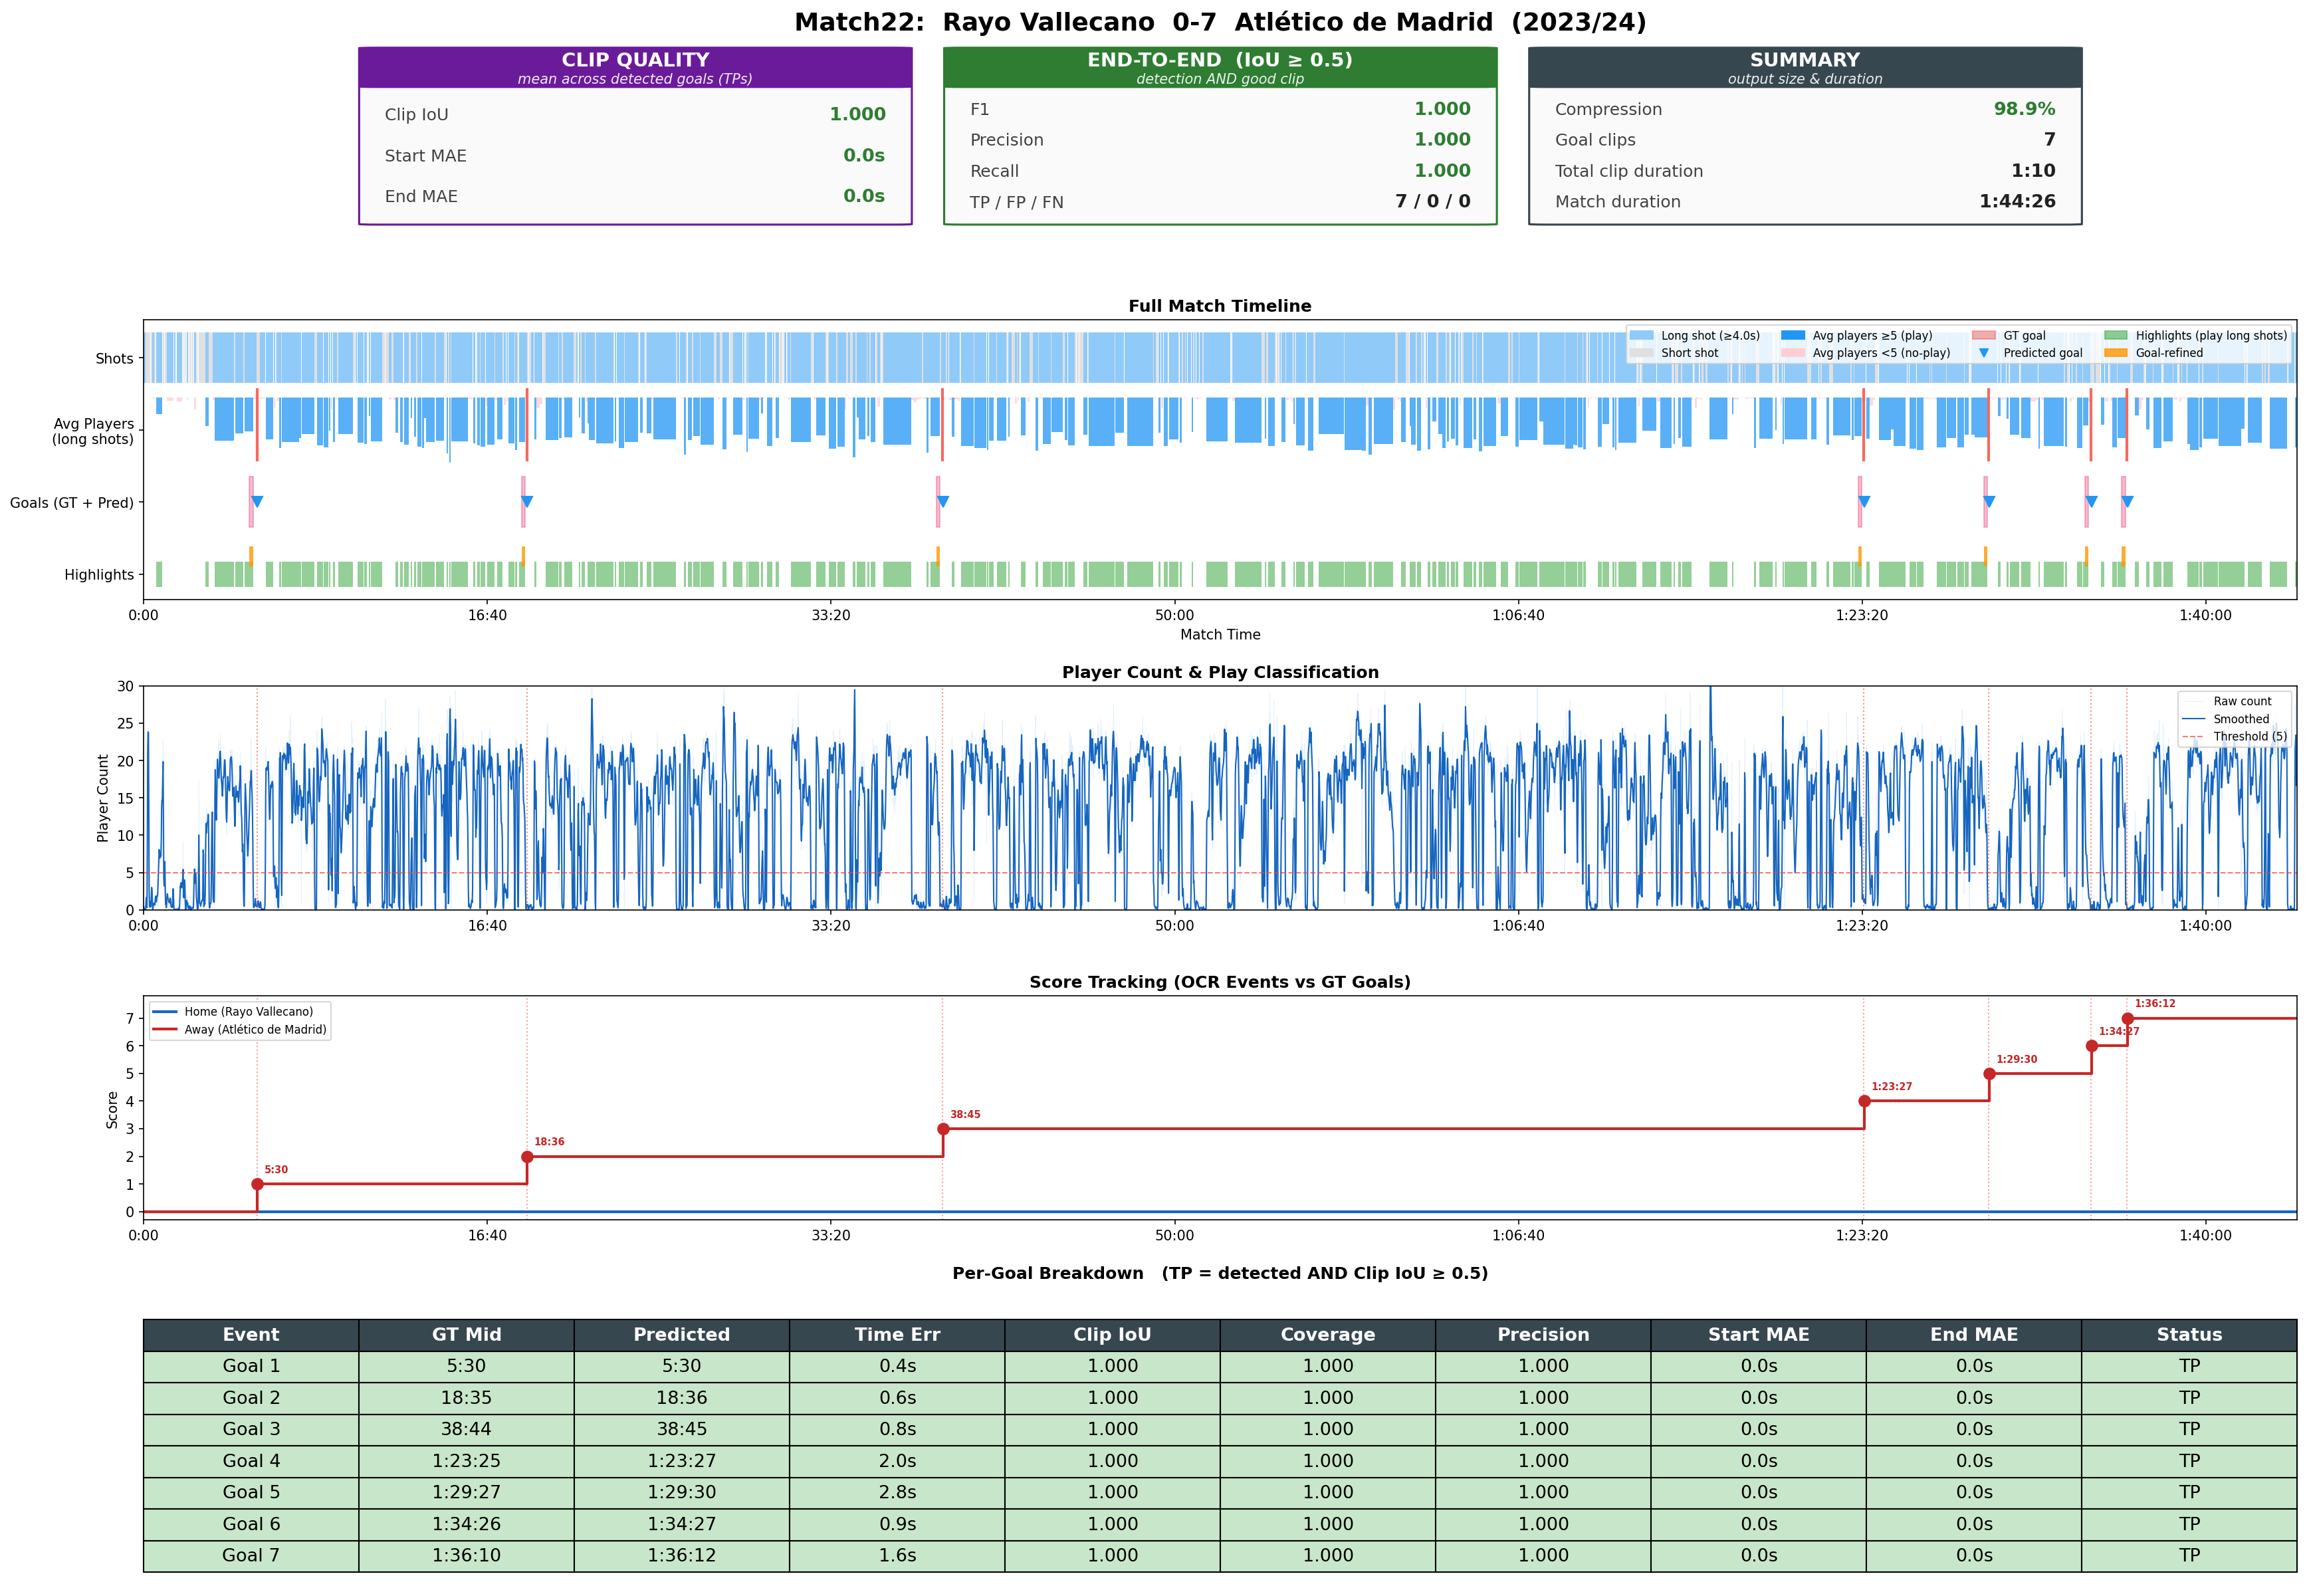 Match22:  Rayo Vallecano  0-7  Atlético de Madrid  (2023/24)
CLIP QUALITY
mean across detected goals (TPs)
Clip IoU 1.000
Start MAE 0.0s
End MAE 0.0s
END-TO-END  (IoU ≥ 0.5)
detection AND good clip
F1 1.000
Precision 1.000
Recall 1.000
TP / FP / FN 7 / 0 / 0
SUMMARY
output size & duration
Compression 98.9%
Goal clips 7
Total clip duration 1:10
Match duration 1:44:26
Full Match Timeline
Long shot (≥4.0s) Avg players ≥5 (play) GT goal Highlights (play long shots)
Short shot Avg players <5 (no-play) Predicted goal Goal-refined
Shots
Avg Players
(long shots)
Goals (GT + Pred)
Highlights
0:00 16:40 33:20 50:00 1:06:40 1:23:20 1:40:00
Match Time
Player Count & Play Classification
Raw count
Smoothed
Threshold (5)
Player Count
30
25
20
15
10
5
0
0:00 16:40 33:20 50:00 1:06:40 1:23:20 1:40:00
Score Tracking (OCR Events vs GT Goals)
Home (Rayo Vallecano)
Away (Atlético de Madrid)
Score
7
6
5
4
3
2
1
0
5:30
18:36
38:45
1:23:27
1:29:30
1:34:27
1:36:12
0:00 16:40 33:20 50:00 1:06:40 1:23:20 1:40:00
Per-Goal Breakdown   (TP = detected AND Clip IoU ≥ 0.5)
Event GT Mid Predicted Time Err Clip IoU Coverage Precision Start MAE End MAE Status
Goal 1 5:30 5:30 0.4s 1.000 1.000 1.000 0.0s 0.0s TP
Goal 2 18:35 18:36 0.6s 1.000 1.000 1.000 0.0s 0.0s TP
Goal 3 38:44 38:45 0.8s 1.000 1.000 1.000 0.0s 0.0s TP
Goal 4 1:23:25 1:23:27 2.0s 1.000 1.000 1.000 0.0s 0.0s TP
Goal 5 1:29:27 1:29:30 2.8s 1.000 1.000 1.000 0.0s 0.0s TP
Goal 6 1:34:26 1:34:27 0.9s 1.000 1.000 1.000 0.0s 0.0s TP
Goal 7 1:36:10 1:36:12 1.6s 1.000 1.000 1.000 0.0s 0.0s TP